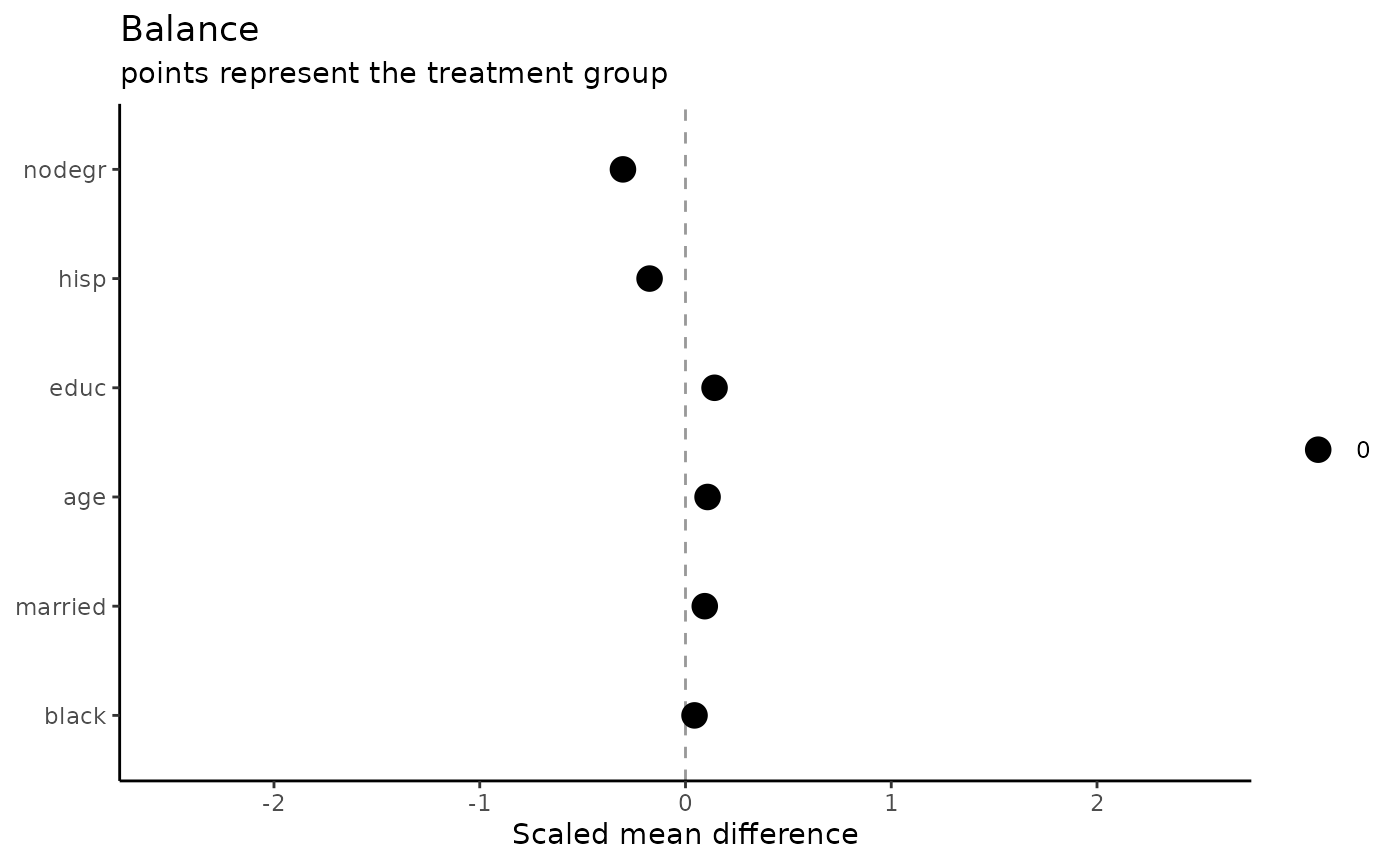 Balance
points represent the treatment group
nodegr
hisp
educ
age
married
black
0
-2 -1 0 1 2
Scaled mean difference